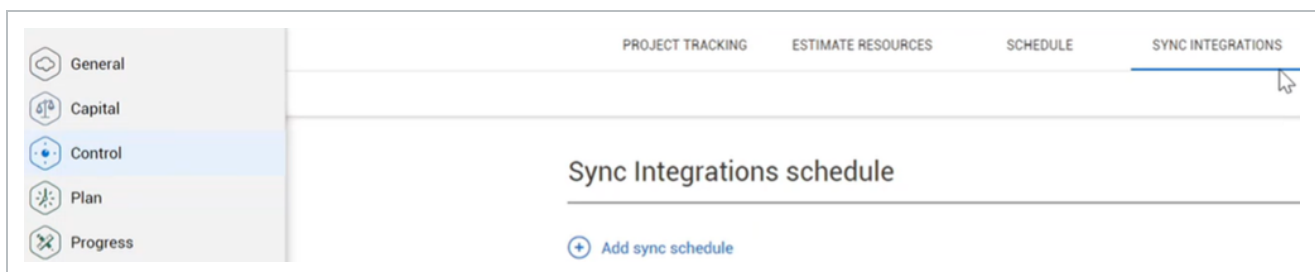 General
Capital
Control
Plan
Progress
PROJECT TRACKING ESTIMATE RESOURCES SCHEDULE SYNC INTEGRATIONS
Sync Integrations schedule
Add sync schedule